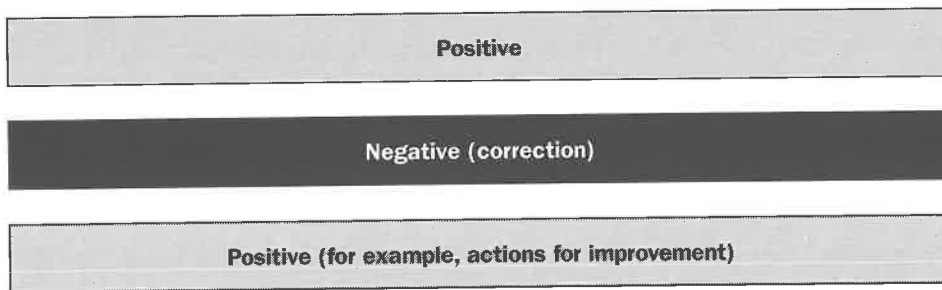 Positive
Negative (correction)
Positive (for example, actions for improvement)